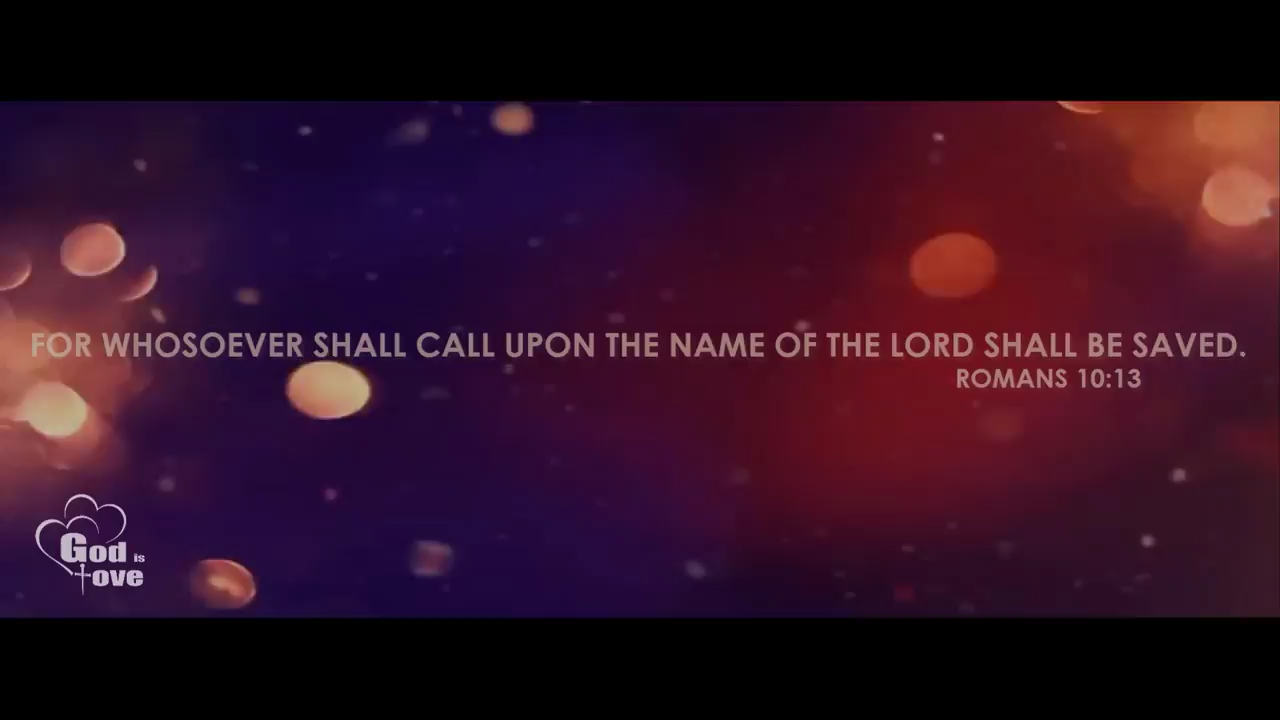 FOR WHOSOEVER SHALL CALL UPON THE NAME OF THE LORD SHALL BE SAVED.
ROMANS 10:13
God is
Love